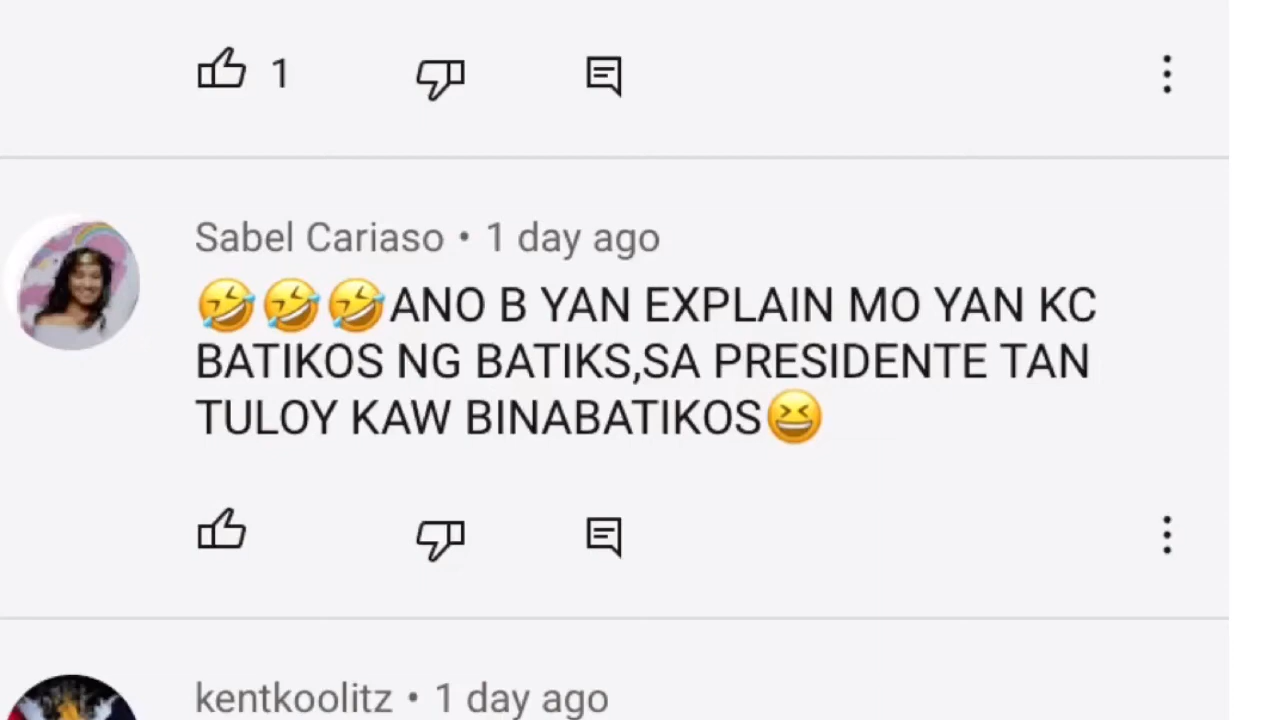 1
Sabel Cariaso • 1 day ago
🤣🤣🤣ANO B YAN EXPLAIN MO YAN KC
BATIKOS NG BATIKS,SA PRESIDENTE TAN
TULOY KAW BINABATIKOS😆
kentkoolitz • 1 day ago